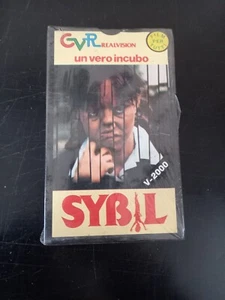 GVR REALVISION
un vero incubo
V-2000
SYBIL